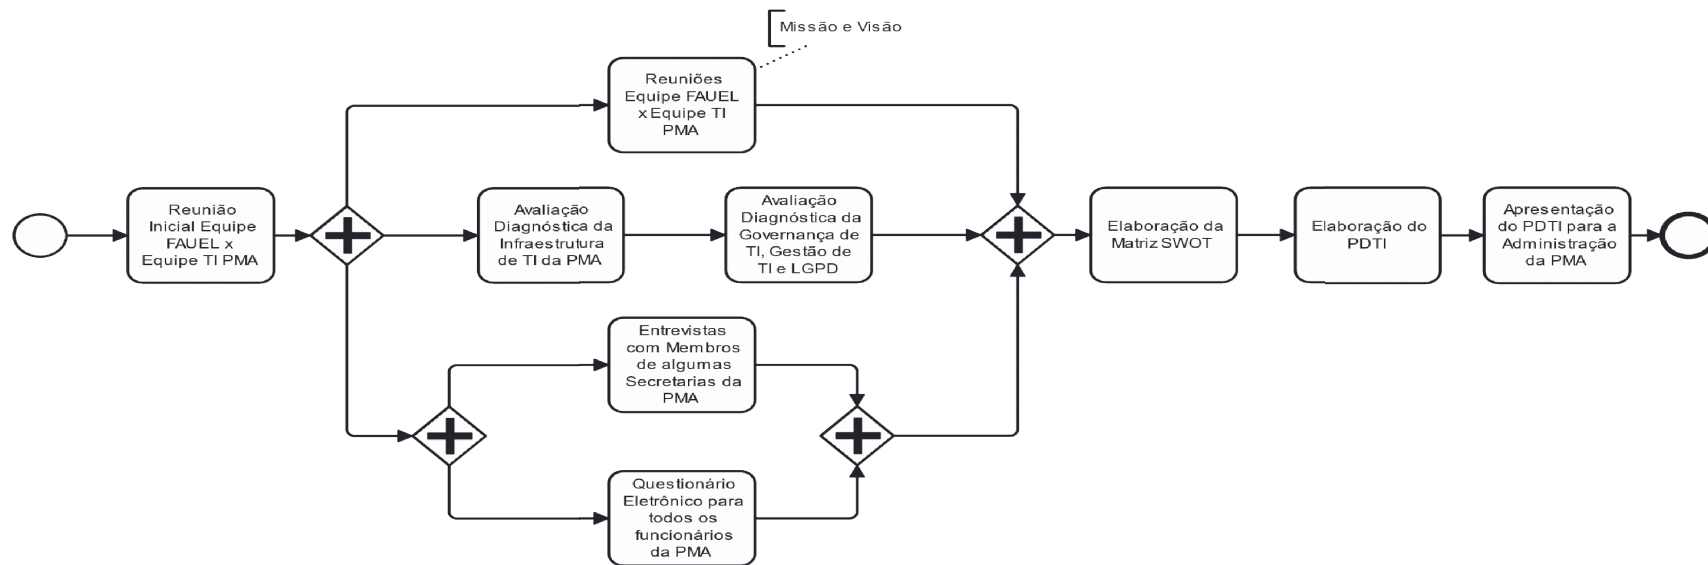 Missão e Visão
Reuniões
Equipe FAUEL
x Equipe TI
PMA
Reunião
Inicial Equipe
FAUEL x
Equipe TI PMA
Avaliação
Diagnóstica da
Infraestrutura
de TI da PMA
Avaliação
Diagnóstica da
Governança de
TI, Gestão de
TI e LGPD
Elaboração da
Matriz SWOT
Elaboração do
PDTI
Apresentação
do PDTI para a
Administração
da PMA
Entrevistas
com Membros
de algumas
Secretarias da
PMA
Questionário
Eletrônico para
todos os
funcionários
da PMA